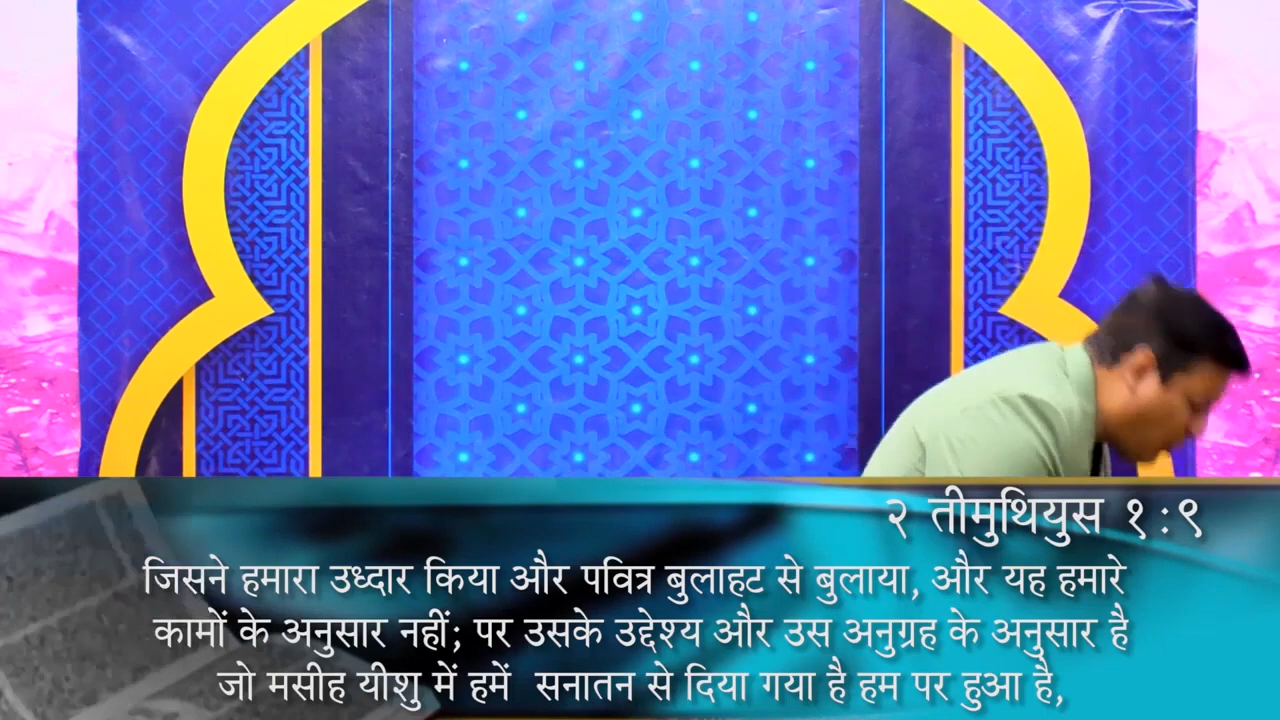 २ तीमुथियुस १:९
जिसने हमारा उध्दार किया और पवित्र बुलाहट से बुलाया, और यह हमारे
कामों के अनुसार नहीं; पर उसके उद्देश्य और उस अनुग्रह के अनुसार है
जो मसीह यीशु में हमें सनातन से दिया गया है हम पर हुआ है,